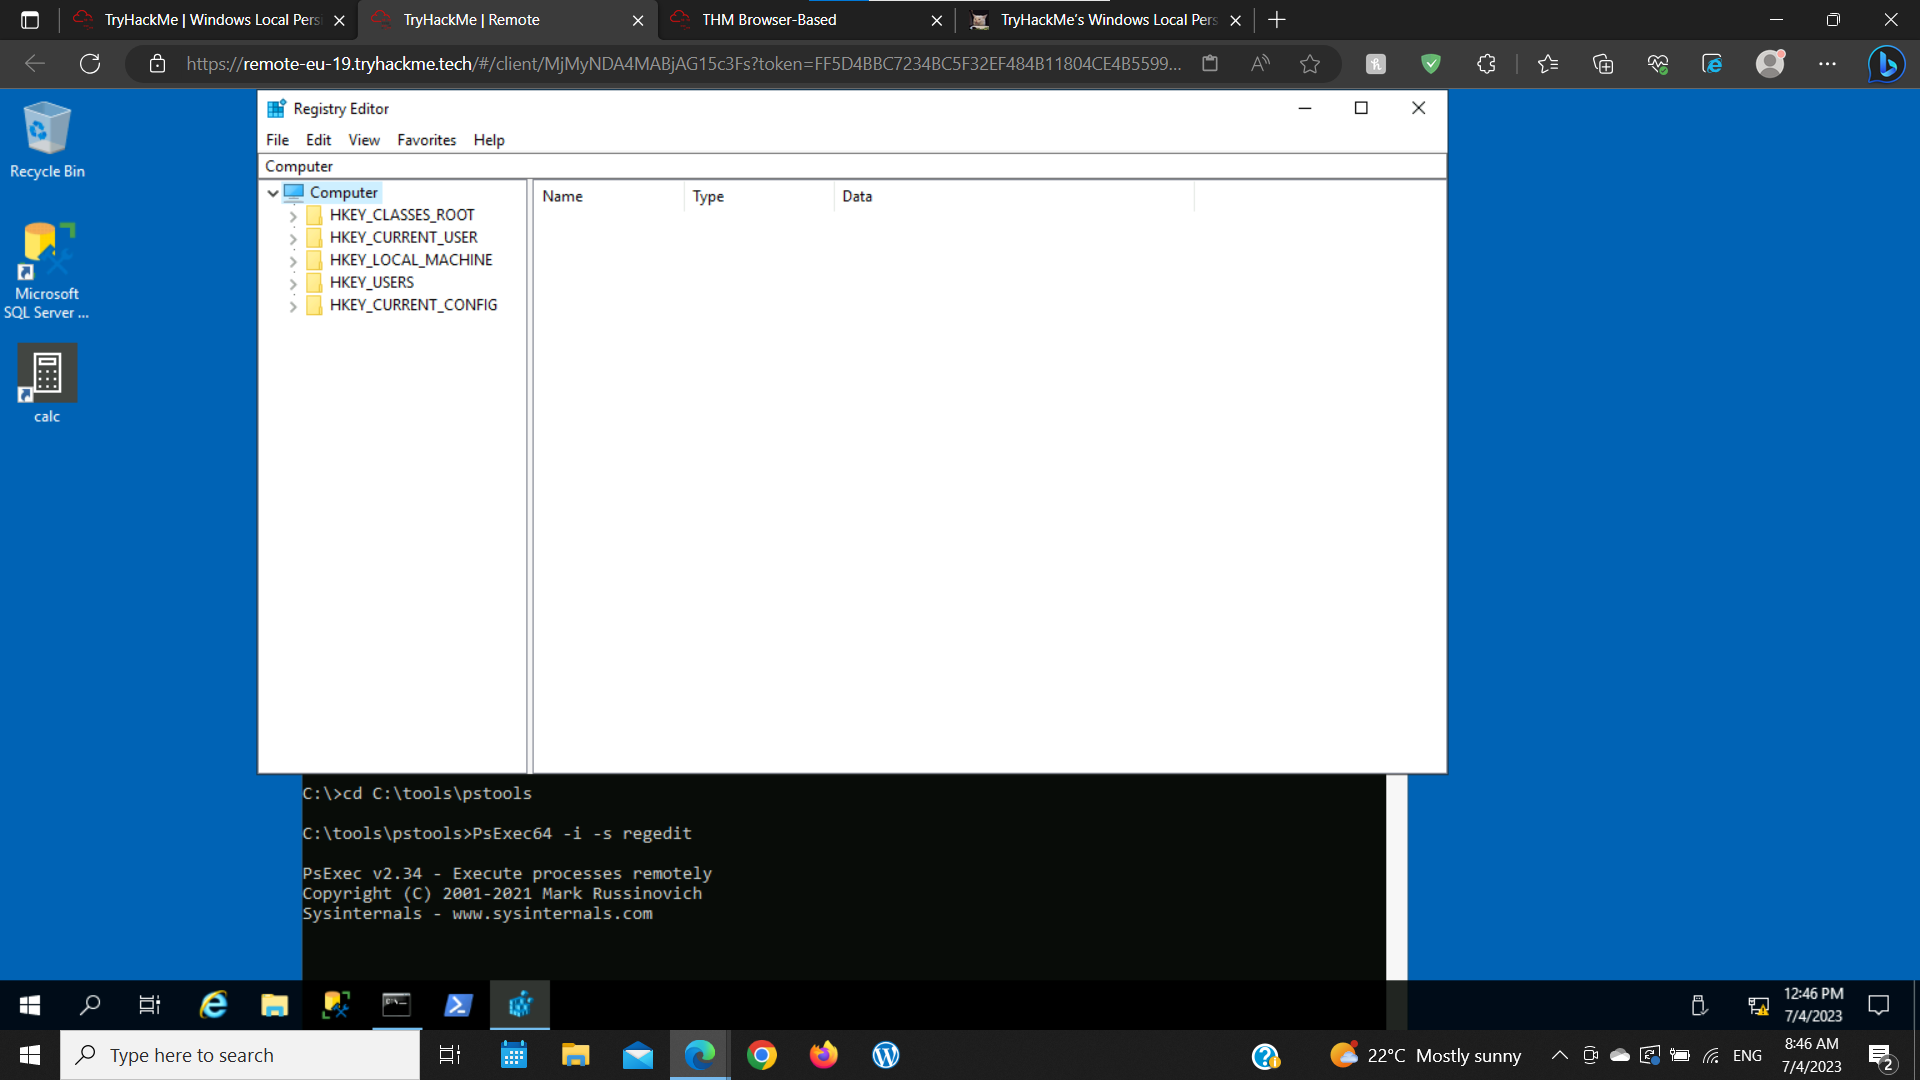 TryHackMe | Windows Local Pers
TryHackMe | Remote
THM Browser-Based
TryHackMe's Windows Local Pers
https://remote-eu-19.tryhackme.tech/#/client/MjMyNDA4MABjAG15c3Fs?token=FF5D4BBC7234BC5F32EF484B11804CE4B5599...
Recycle Bin
Microsoft
SQL Server ...
calc
Registry Editor
File Edit View Favorites Help
Computer
Computer
HKEY_CLASSES_ROOT
HKEY_CURRENT_USER
HKEY_LOCAL_MACHINE
HKEY_USERS
HKEY_CURRENT_CONFIG
Name Type Data
C:\>cd C:\tools\pstools
C:\tools\pstools>PsExec64 -i -s regedit
PsExec v2.34 - Execute processes remotely
Copyright (C) 2001-2021 Mark Russinovich
Sysinternals - www.sysinternals.com
12:46 PM
7/4/2023
Type here to search
22°C Mostly sunny
ENG
8:46 AM
7/4/2023
2